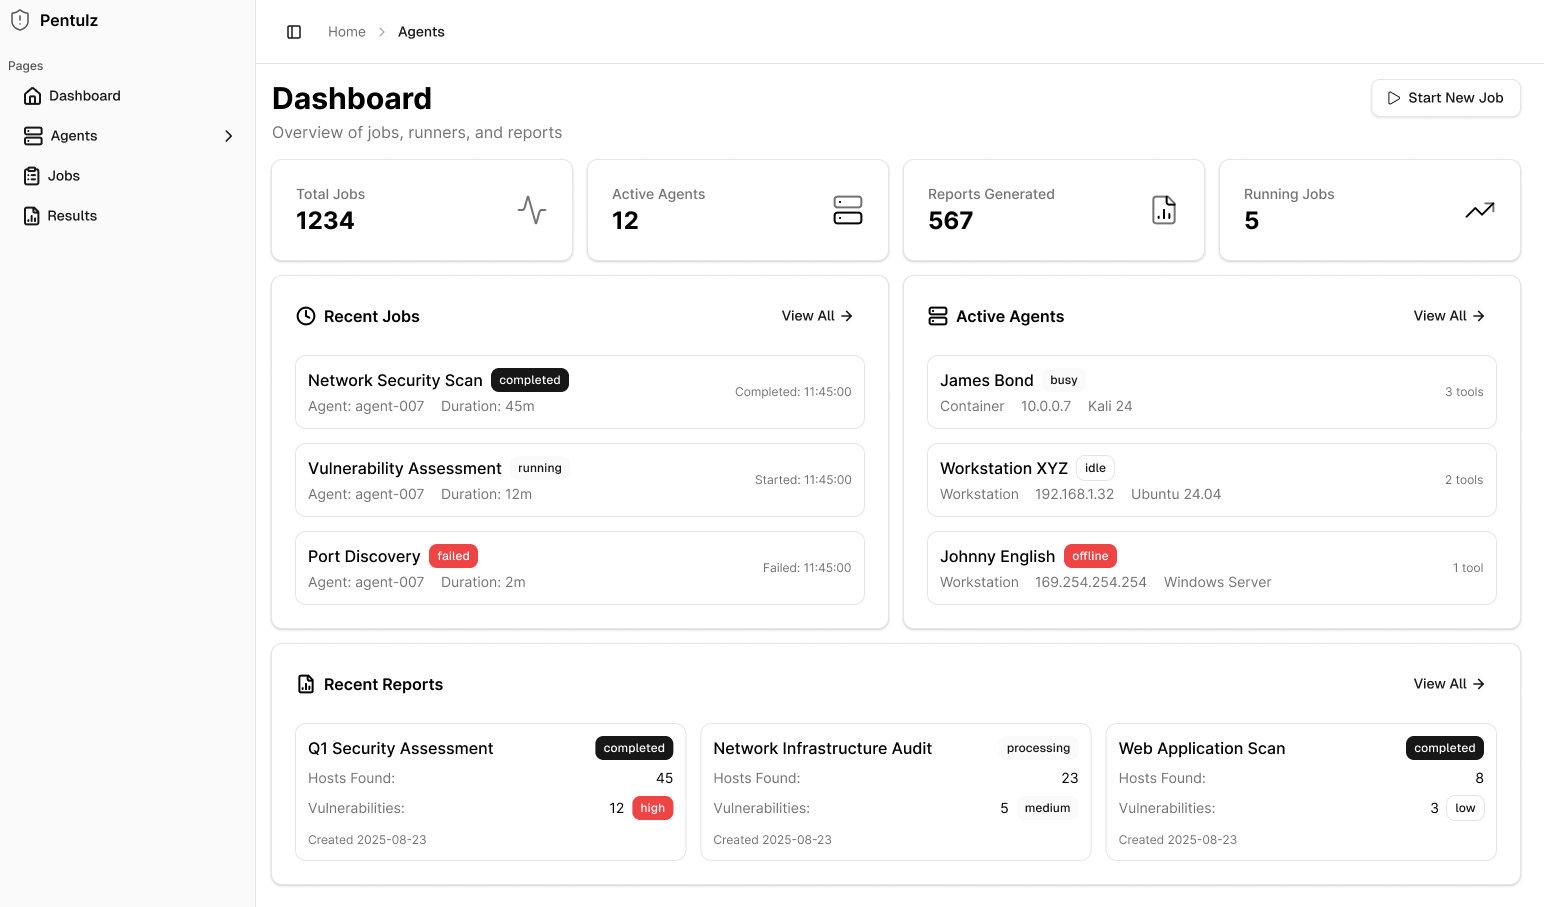 Pentulz
Pages
Dashboard
Agents
Jobs
Results
Home > Agents
Dashboard
Overview of jobs, runners, and reports
Start New Job
Total Jobs
1234
Active Agents
12
Reports Generated
567
Running Jobs
5
Recent Jobs
View All →
Network Security Scan completed
Agent: agent-007 Duration: 45m
Completed: 11:45:00
Vulnerability Assessment running
Agent: agent-007 Duration: 12m
Started: 11:45:00
Port Discovery failed
Agent: agent-007 Duration: 2m
Failed: 11:45:00
Active Agents
View All →
James Bond busy
Container 10.0.0.7 Kali 24
3 tools
Workstation XYZ idle
Workstation 192.168.1.32 Ubuntu 24.04
2 tools
Johnny English offline
Workstation 169.254.254.254 Windows Server
1 tool
Recent Reports
View All →
Q1 Security Assessment completed
Hosts Found: 45
Vulnerabilities: 12 high
Created 2025-08-23
Network Infrastructure Audit processing
Hosts Found: 23
Vulnerabilities: 5 medium
Created 2025-08-23
Web Application Scan completed
Hosts Found: 8
Vulnerabilities: 3 low
Created 2025-08-23